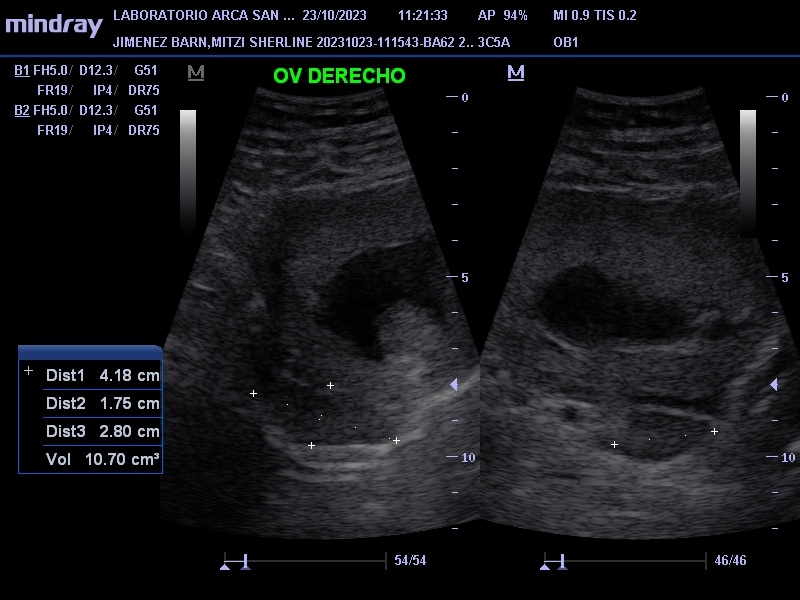 mindray
LABORATORIO ARCA SAN ... 23/10/2023 11:21:33 AP 94% MI 0.9 TIS 0.2
JIMENEZ BARN,MITZI SHERLINE 20231023-111543-BA62 2.. 3C5A OB1
B1 FH5.0/ D12.3/ G51
FR19/ IP4/ DR75
B2 FH5.0/ D12.3/ G51
FR19/ IP4/ DR75
M
OV DERECHO
M
0
0
5
5
10
10
+ Dist1 4.18 cm
Dist2 1.75 cm
Dist3 2.80 cm
Vol 10.70 cm³
54/54
46/46